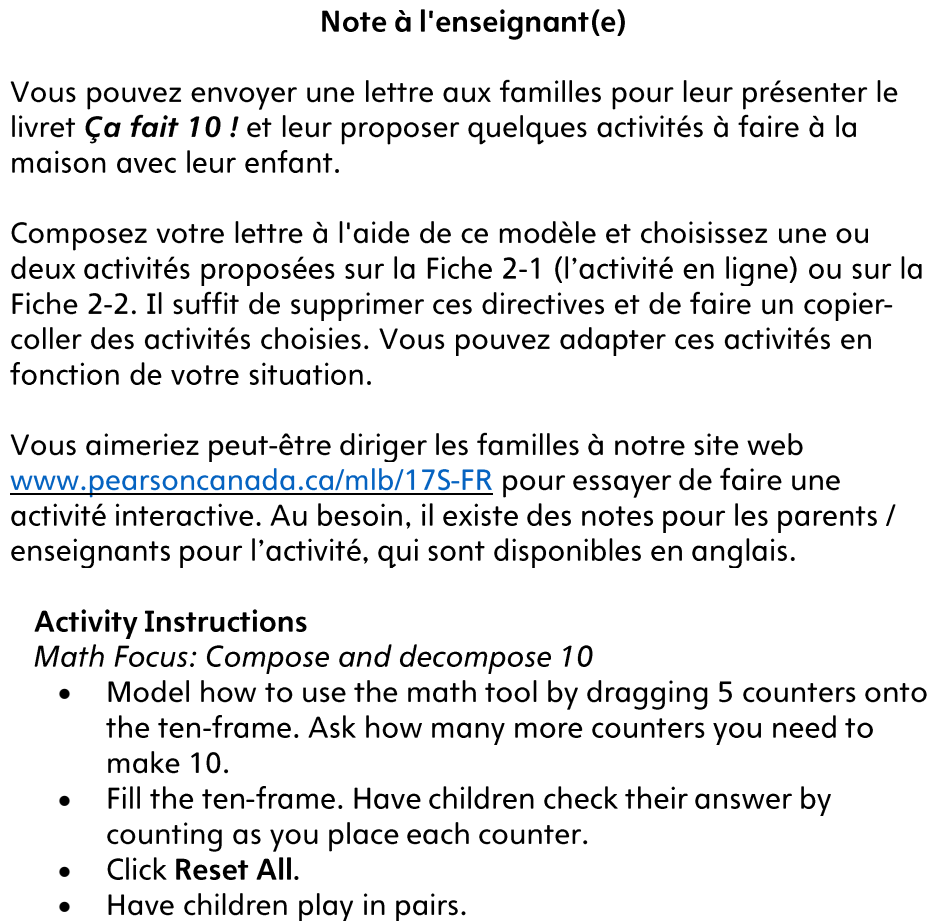 Note à l'enseignant(e)
Vous pouvez envoyer une lettre aux familles pour leur présenter le
livret Ça fait 10 ! et leur proposer quelques activités à faire à la
maison avec leur enfant.
Composez votre lettre à l'aide de ce modèle et choisissez une ou
deux activités proposées sur la Fiche 2-1 (l’activité en ligne) ou sur la
Fiche 2-2. Il suffit de supprimer ces directives et de faire un copier-
coller des activités choisies. Vous pouvez adapter ces activités en
fonction de votre situation.
Vous aimeriez peut-être diriger les familles à notre site web
www.pearsoncanada.ca/mlb/17S-FR pour essayer de faire une
activité interactive. Au besoin, il existe des notes pour les parents /
enseignants pour l’activité, qui sont disponibles en anglais.
Activity Instructions
Math Focus: Compose and decompose 10
• Model how to use the math tool by dragging 5 counters onto
the ten-frame. Ask how many more counters you need to
make 10.
• Fill the ten-frame. Have children check their answer by
counting as you place each counter.
• Click Reset All.
• Have children play in pairs.